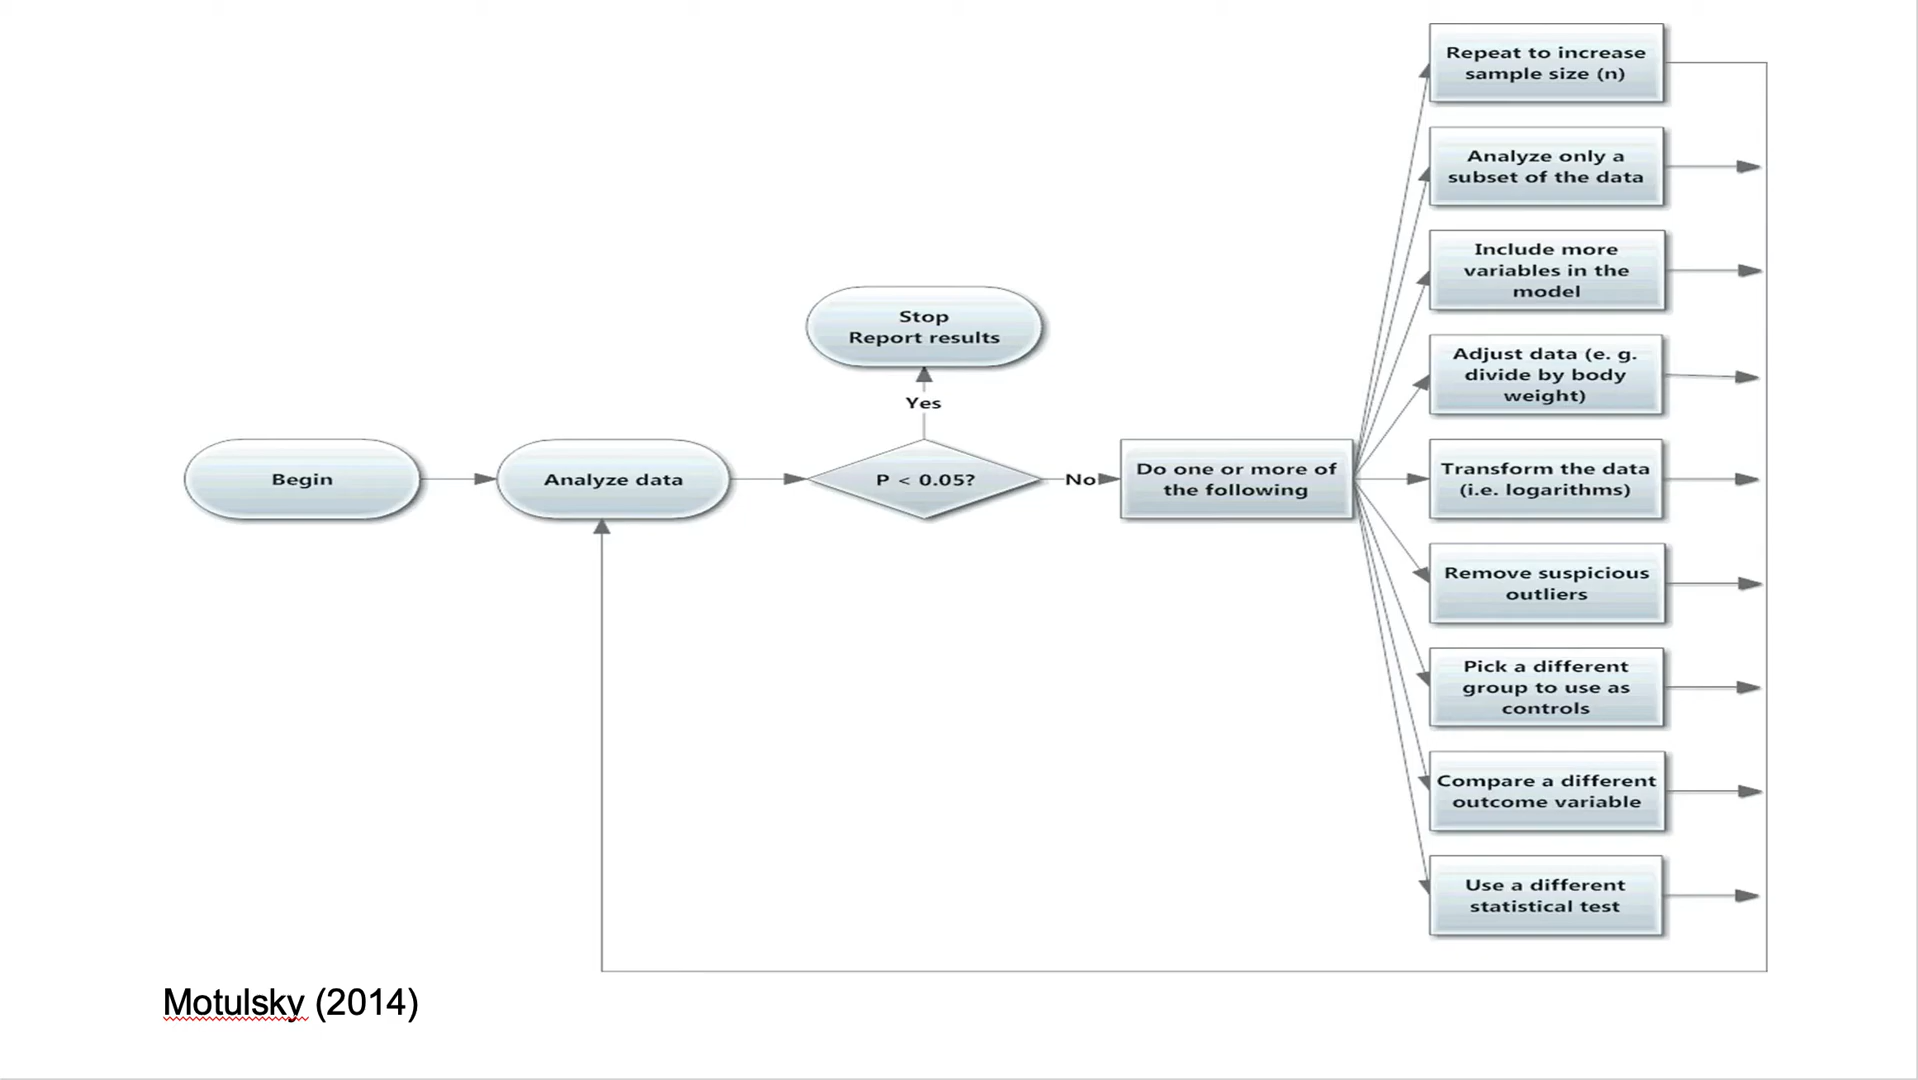 Begin
Analyze data
P < 0.05?
Yes
Stop
Report results
No
Do one or more of
the following
Repeat to increase
sample size (n)
Analyze only a
subset of the data
Include more
variables in the
model
Adjust data (e. g.
divide by body
weight)
Transform the data
(i.e. logarithms)
Remove suspicious
outliers
Pick a different
group to use as
controls
Compare a different
outcome variable
Use a different
statistical test
Motulsky (2014)